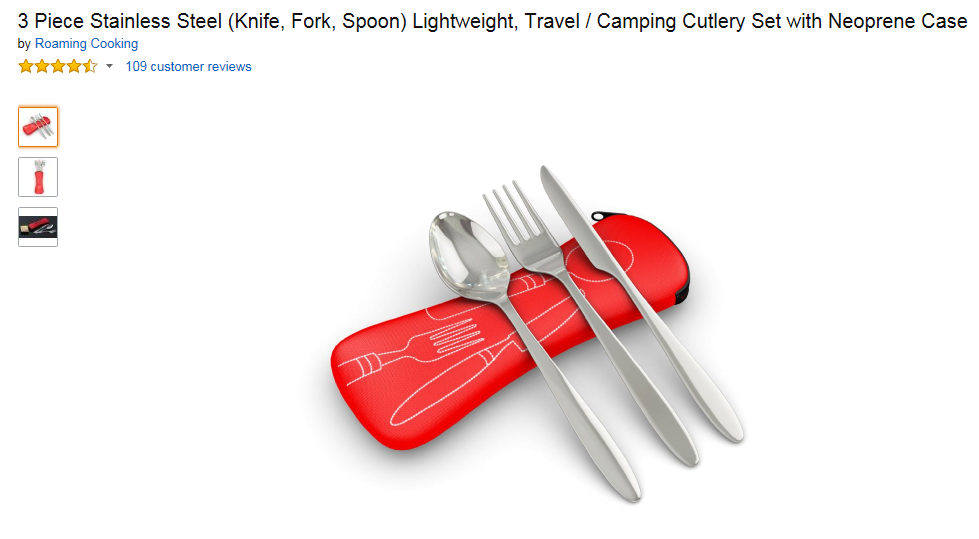 3 Piece Stainless Steel (Knife, Fork, Spoon) Lightweight, Travel / Camping Cutlery Set with Neoprene Case
by Roaming Cooking
109 customer reviews